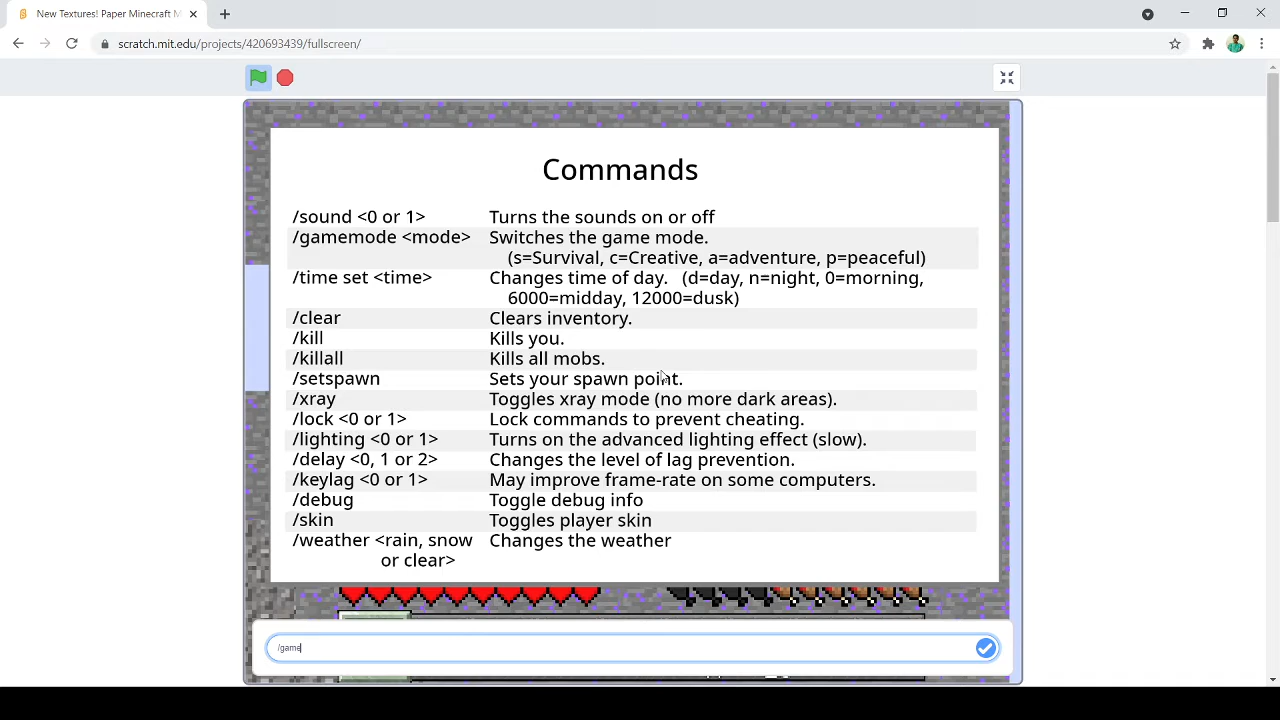 New Textures! Paper Minecraft M
scratch.mit.edu/projects/420693439/fullscreen/
Commands
/sound <0 or 1> Turns the sounds on or off
/gamemode <mode> Switches the game mode.
(s=Survival, c=Creative, a=adventure, p=peaceful)
/time set <time> Changes time of day. (d=day, n=night, 0=morning,
6000=midday, 12000=dusk)
/clear Clears inventory.
/kill Kills you.
/killall Kills all mobs.
/setspawn Sets your spawn point.
/xray Toggles xray mode (no more dark areas).
/lock <0 or 1> Lock commands to prevent cheating.
/lighting <0 or 1> Turns on the advanced lighting effect (slow).
/delay <0, 1 or 2> Changes the level of lag prevention.
/keylag <0 or 1> May improve frame-rate on some computers.
/debug Toggle debug info
/skin Toggles player skin
/weather <rain, snow Changes the weather
or clear>
/game